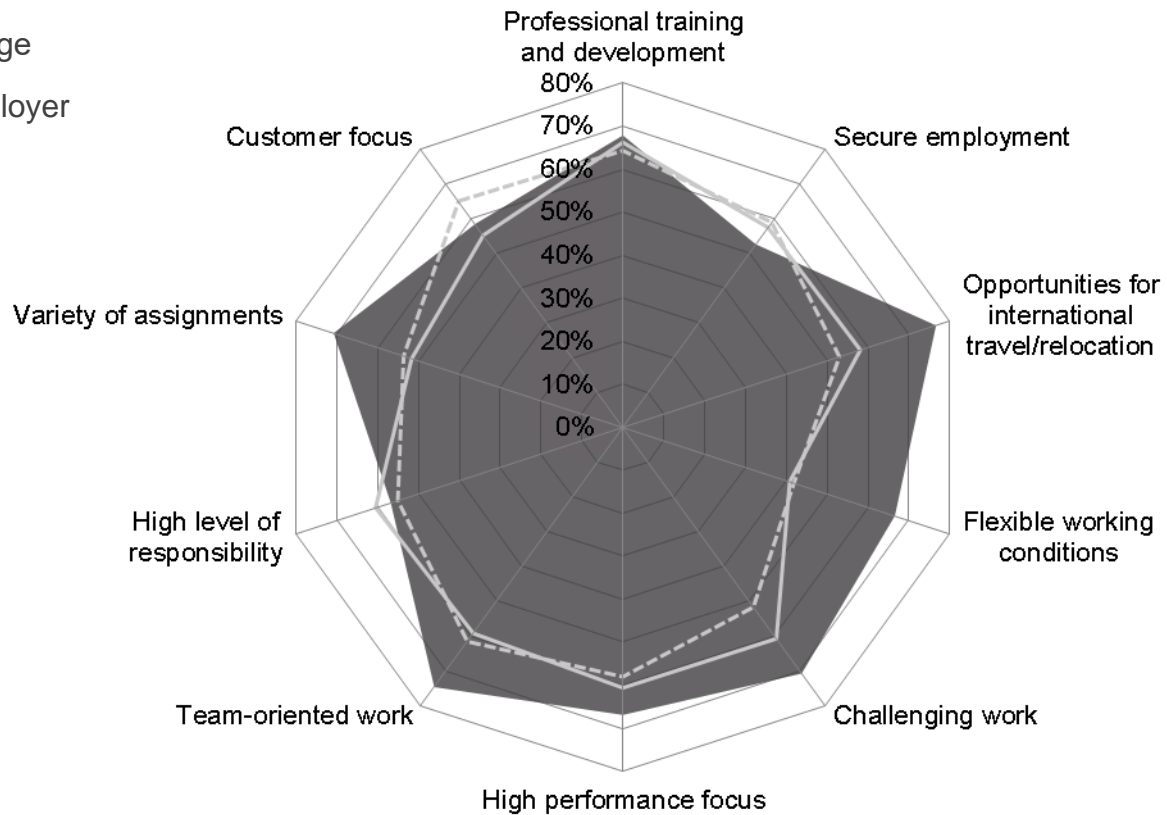 ge
loyer
Professional training
and development
80%
70%
60%
50%
40%
30%
20%
10%
0%
Customer focus
Secure employment
Variety of assignments
Opportunities for
international
travel/relocation
High level of
responsibility
Flexible working
conditions
Team-oriented work
Challenging work
High performance focus